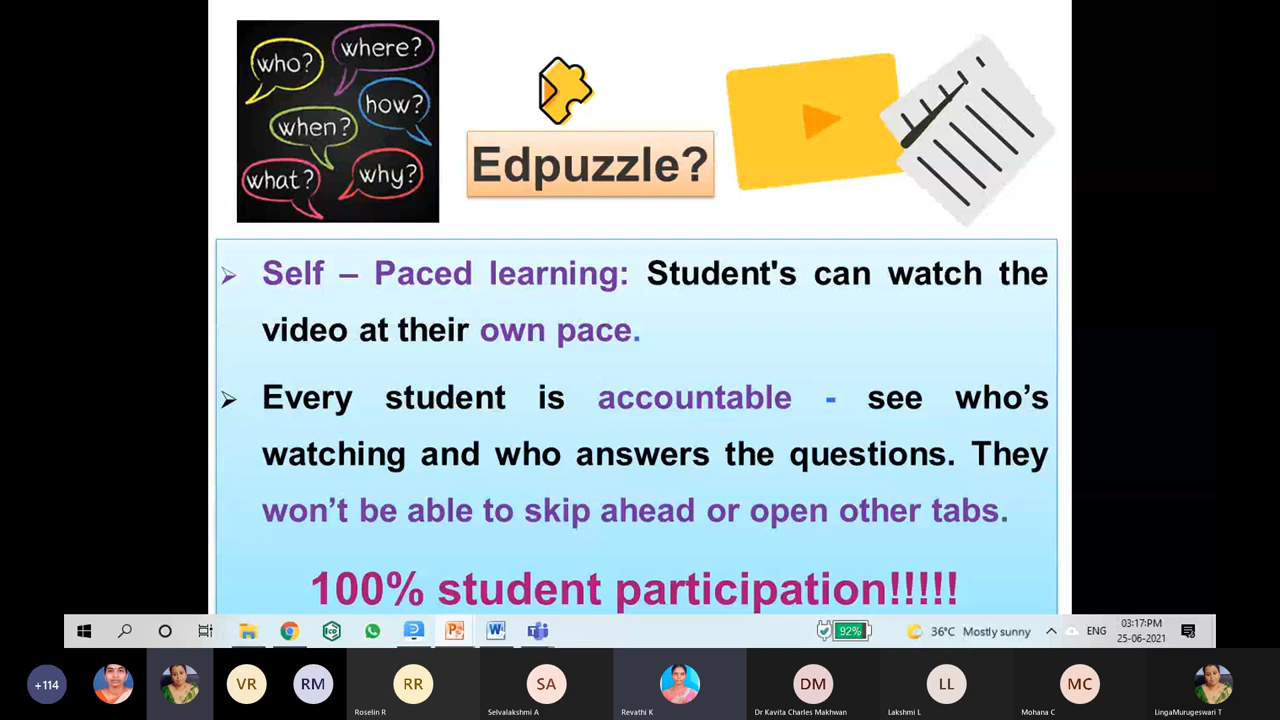 where?
who?
how?
when?
what?
why?
Edpuzzle?
Self – Paced learning: Student's can watch the
video at their own pace.
Every student is accountable - see who's
watching and who answers the questions. They
won't be able to skip ahead or open other tabs.
100% student participation!!!!!
92%
36°C Mostly sunny
ENG
03:17:PM
25-06-2021
+114
VR
RM
RR
Roselin R
SA
Selvalakshmi A
Revathi K
DM
Dr Kavita Charles Makhwan
LL
Lakshmi L
MC
Mohana C
LingaMurugeswari T